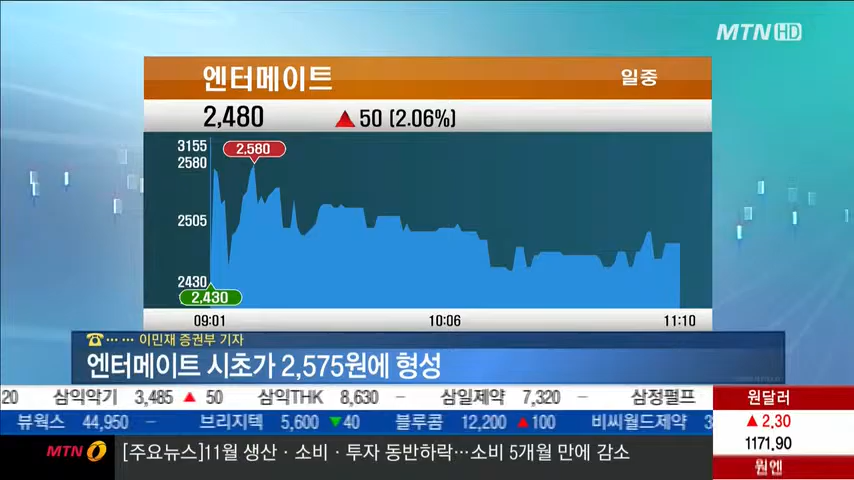 MTN HD
엔터메이트 일중
2,480 ▲ 50 (2.06%)
3155
2580
2,580
2505
2430
2,430
09:01 10:06 11:10
☎…… 이민재 증권부 기자
엔터메이트 시초가 2,575원에 형성
20 삼익악기 3,485 ▲ 50 삼익THK 8,630 － 삼일제약 7,320 － 삼정펄프
뷰웍스 44,950 － 브리지텍 5,600 ▼40 블루콤 12,200 ▲100 비씨월드제약
원달러
▲ 2,30
1171.90
원엔
MTN [주요뉴스]11월 생산 · 소비 · 투자 동반하락…소비 5개월 만에 감소